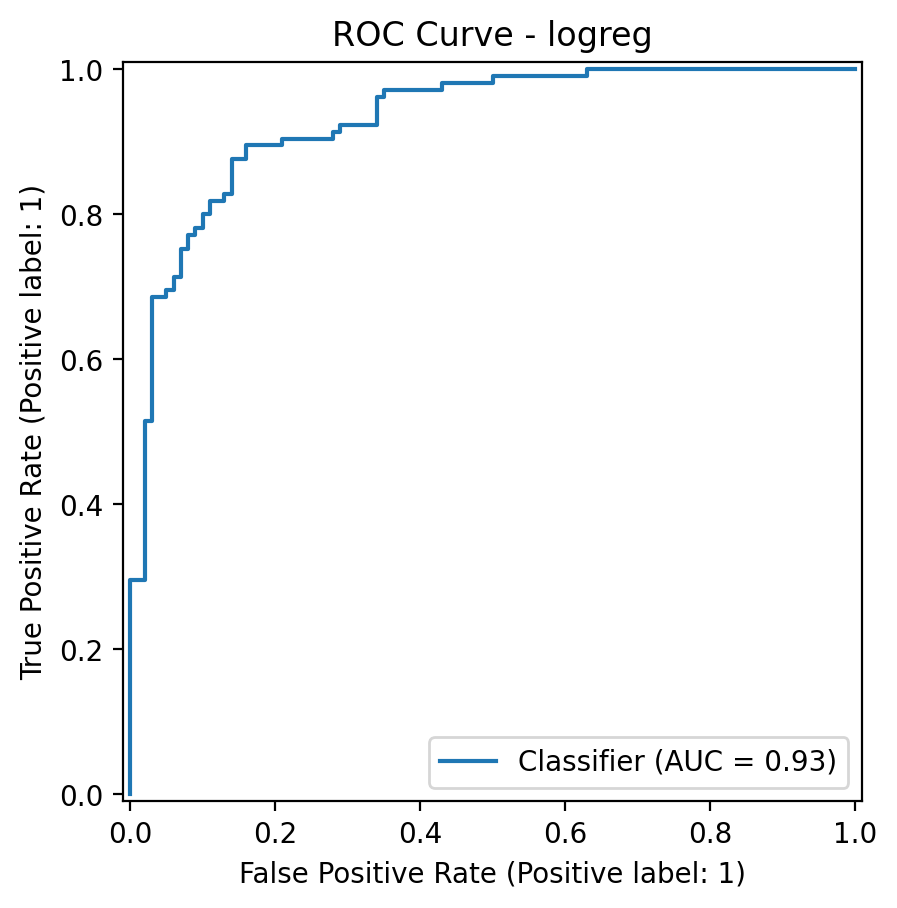 ROC Curve - logreg
True Positive Rate (Positive label: 1)
1.0
0.8
0.6
0.4
0.2
0.0
Classifier (AUC = 0.93)
0.0 0.2 0.4 0.6 0.8 1.0
False Positive Rate (Positive label: 1)